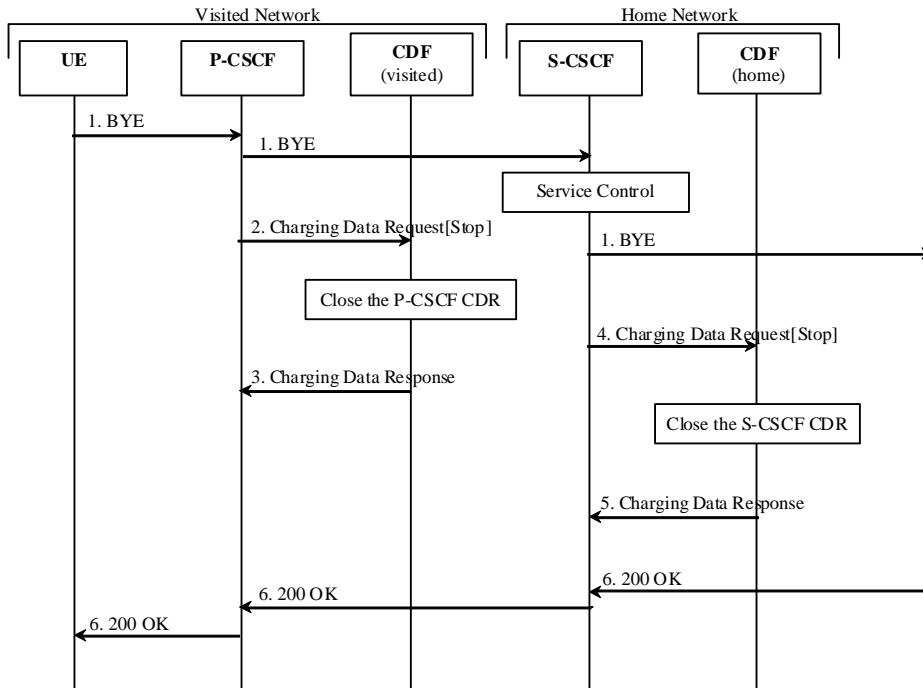 Visited Network
Home Network
UE
P-CSCF
CDF
(visited)
S-CSCF
CDF
(home)
1. BYE
1. BYE
Service Control
2. Charging Data Request[Stop]
1. BYE
Close the P-CSCF CDR
4. Charging Data Request[Stop]
3. Charging Data Response
Close the S-CSCF CDR
5. Charging Data Response
6. 200 OK
6. 200 OK
6. 200 OK